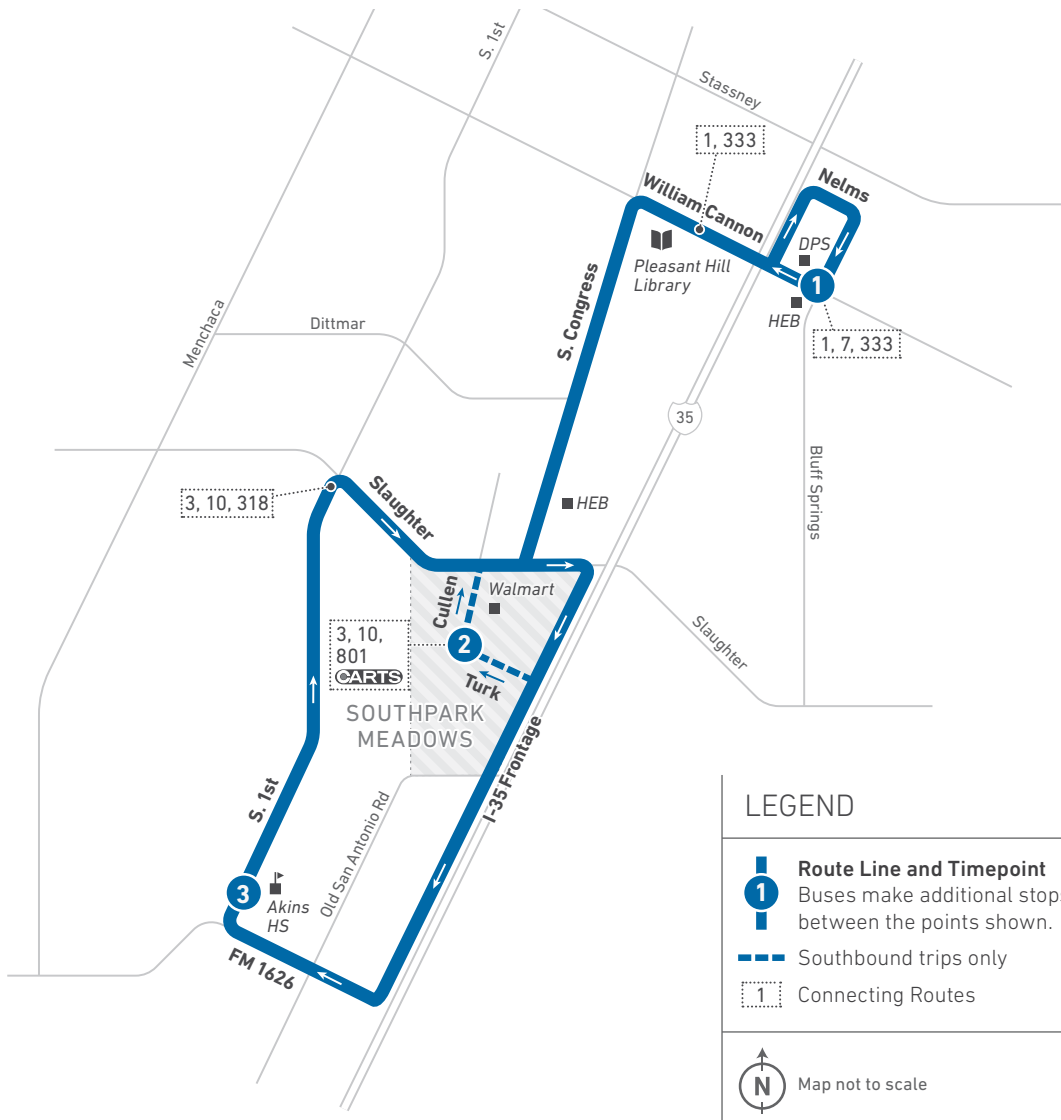 S. 1st
Stassney
1, 333
Nelms
William Cannon
DPS
Pleasant Hill
Library
1
HEB
1, 7, 333
S. Congress
Menchaca
Dittmar
35
Bluff Springs
HEB
3, 10, 318
Slaughter
Walmart
Cullen
3, 10,
801
CARTS
2
Turk
Slaughter
SOUTHPARK
MEADOWS
I-35 Frontage
S. 1st
Old San Antonio Rd
3
Akins
HS
FM 1626
LEGEND
1
Route Line and Timepoint
Buses make additional stop
between the points shown.
Southbound trips only
1
Connecting Routes
N
Map not to scale